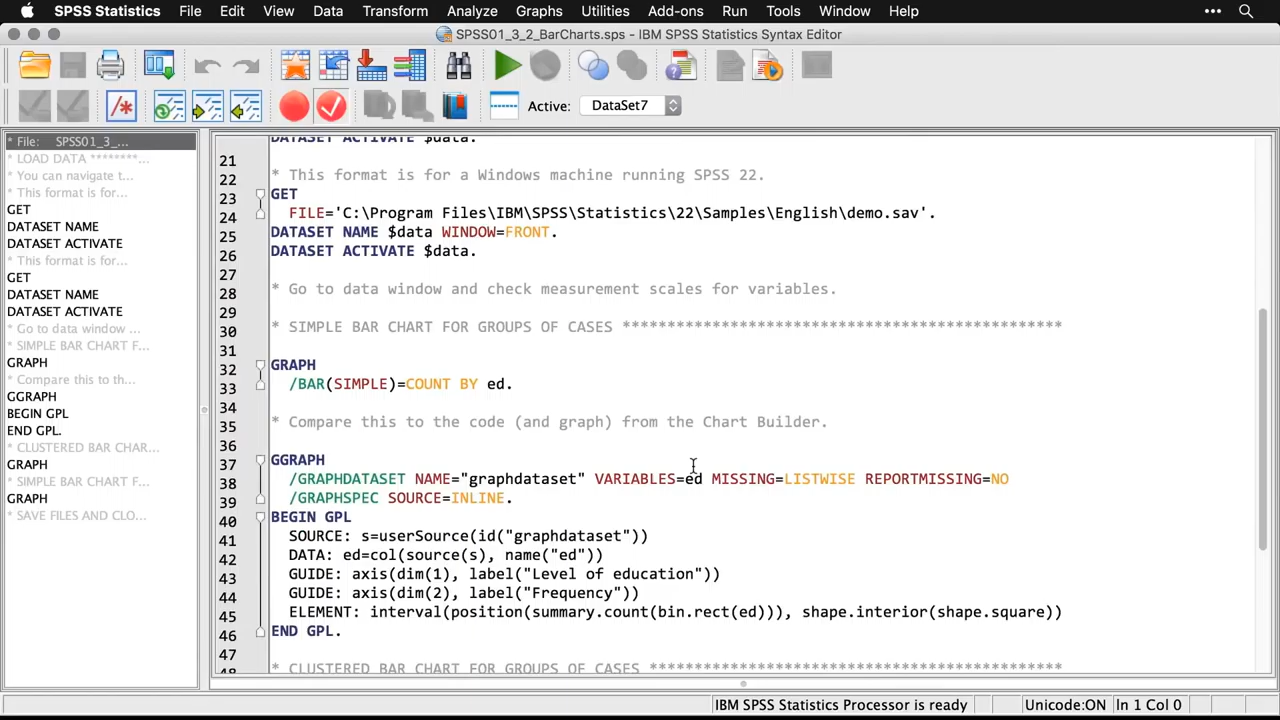 SPSS Statistics File Edit View Data Transform Analyze Graphs Utilities Add-ons Run Tools Window Help
SPSS01_3_2_BarCharts.sps - IBM SPSS Statistics Syntax Editor
Active: DataSet7
* File: SPSS01_3_...
* LOAD DATA ********...
* You can navigate t...
* This format is for...
GET
DATASET NAME
DATASET ACTIVATE
* This format is for...
GET
DATASET NAME
DATASET ACTIVATE
* Go to data window ...
* SIMPLE BAR CHART F...
GRAPH
* Compare this to th...
GGRAPH
BEGIN GPL
END GPL.
* CLUSTERED BAR CHAR...
GRAPH
* SAVE FILES AND CLO...
GRAPH
* SAVE FILES AND CLO...
DATASET ACTIVATE $data.
21
22 * This format is for a Windows machine running SPSS 22.
23 GET
24 FILE='C:\Program Files\IBM\SPSS\Statistics\22\Samples\English\demo.sav'.
25 DATASET NAME $data WINDOW=FRONT.
26 DATASET ACTIVATE $data.
27
28 * Go to data window and check measurement scales for variables.
29
30 * SIMPLE BAR CHART FOR GROUPS OF CASES *************************************************
31
32 GRAPH
33 /BAR(SIMPLE)=COUNT BY ed.
34
35 * Compare this to the code (and graph) from the Chart Builder.
36
37 GGRAPH
38 /GRAPHDATASET NAME="graphdataset" VARIABLES=ed MISSING=LISTWISE REPORTMISSING=NO
39 /GRAPHSPEC SOURCE=INLINE.
40 BEGIN GPL
41 SOURCE: s=userSource(id("graphdataset"))
42 DATA: ed=col(source(s), name("ed"))
43 GUIDE: axis(dim(1), label("Level of education"))
44 GUIDE: axis(dim(2), label("Frequency"))
45 ELEMENT: interval(position(summary.count(bin.rect(ed))), shape.interior(shape.square))
46 END GPL.
47
48 * CLUSTERED BAR CHART FOR GROUPS OF CASES **********************************************
IBM SPSS Statistics Processor is ready Unicode:ON In 1 Col 0